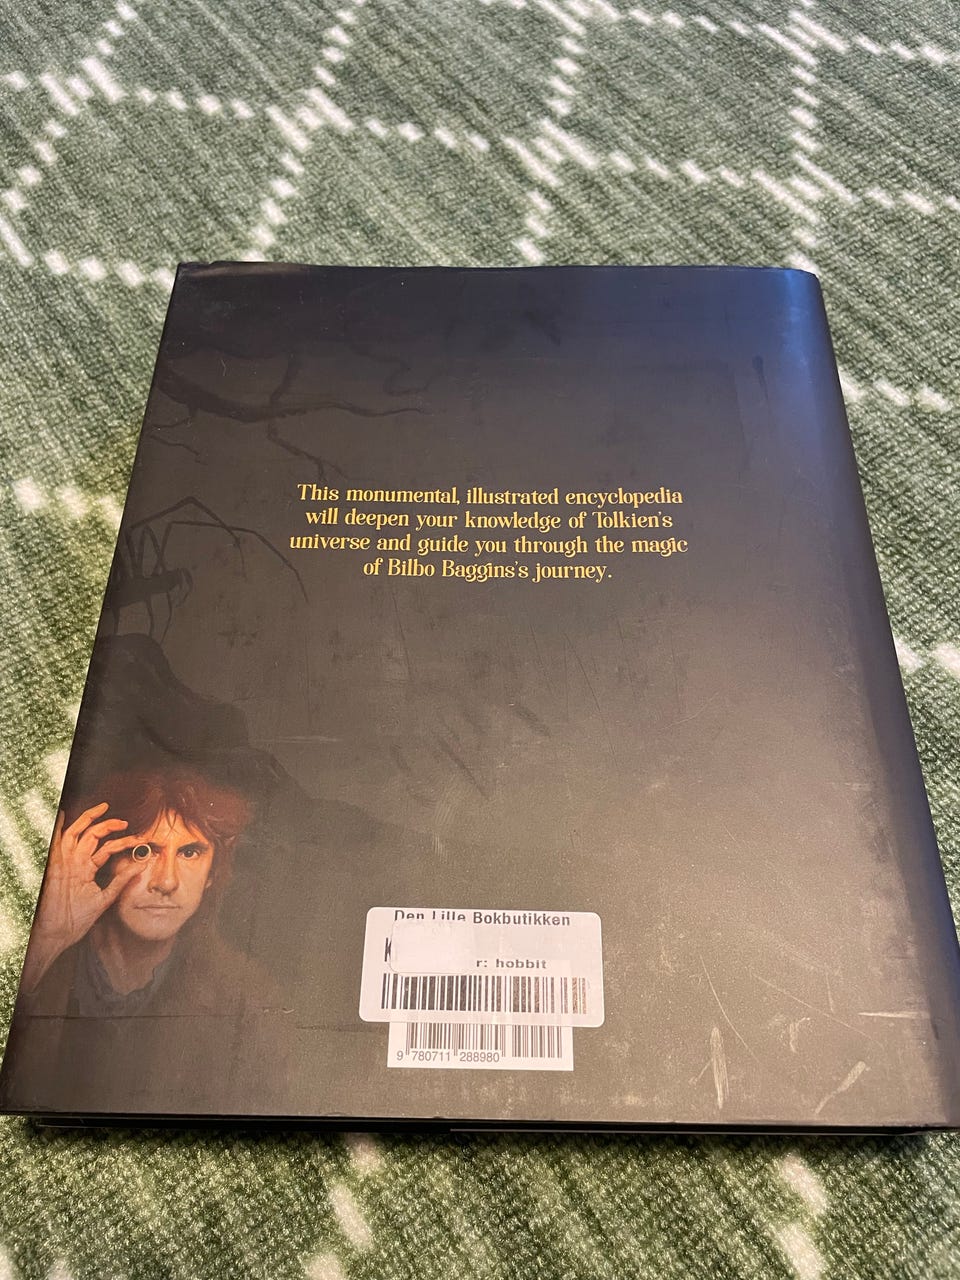 This monumental, illustrated encyclopedia
will deepen your knowledge of Tolkien's
universe and guide you through the magic
of Bilbo Baggins's journey.
Den Lille Bokbutikken
r: hobbit
9 780711 288980